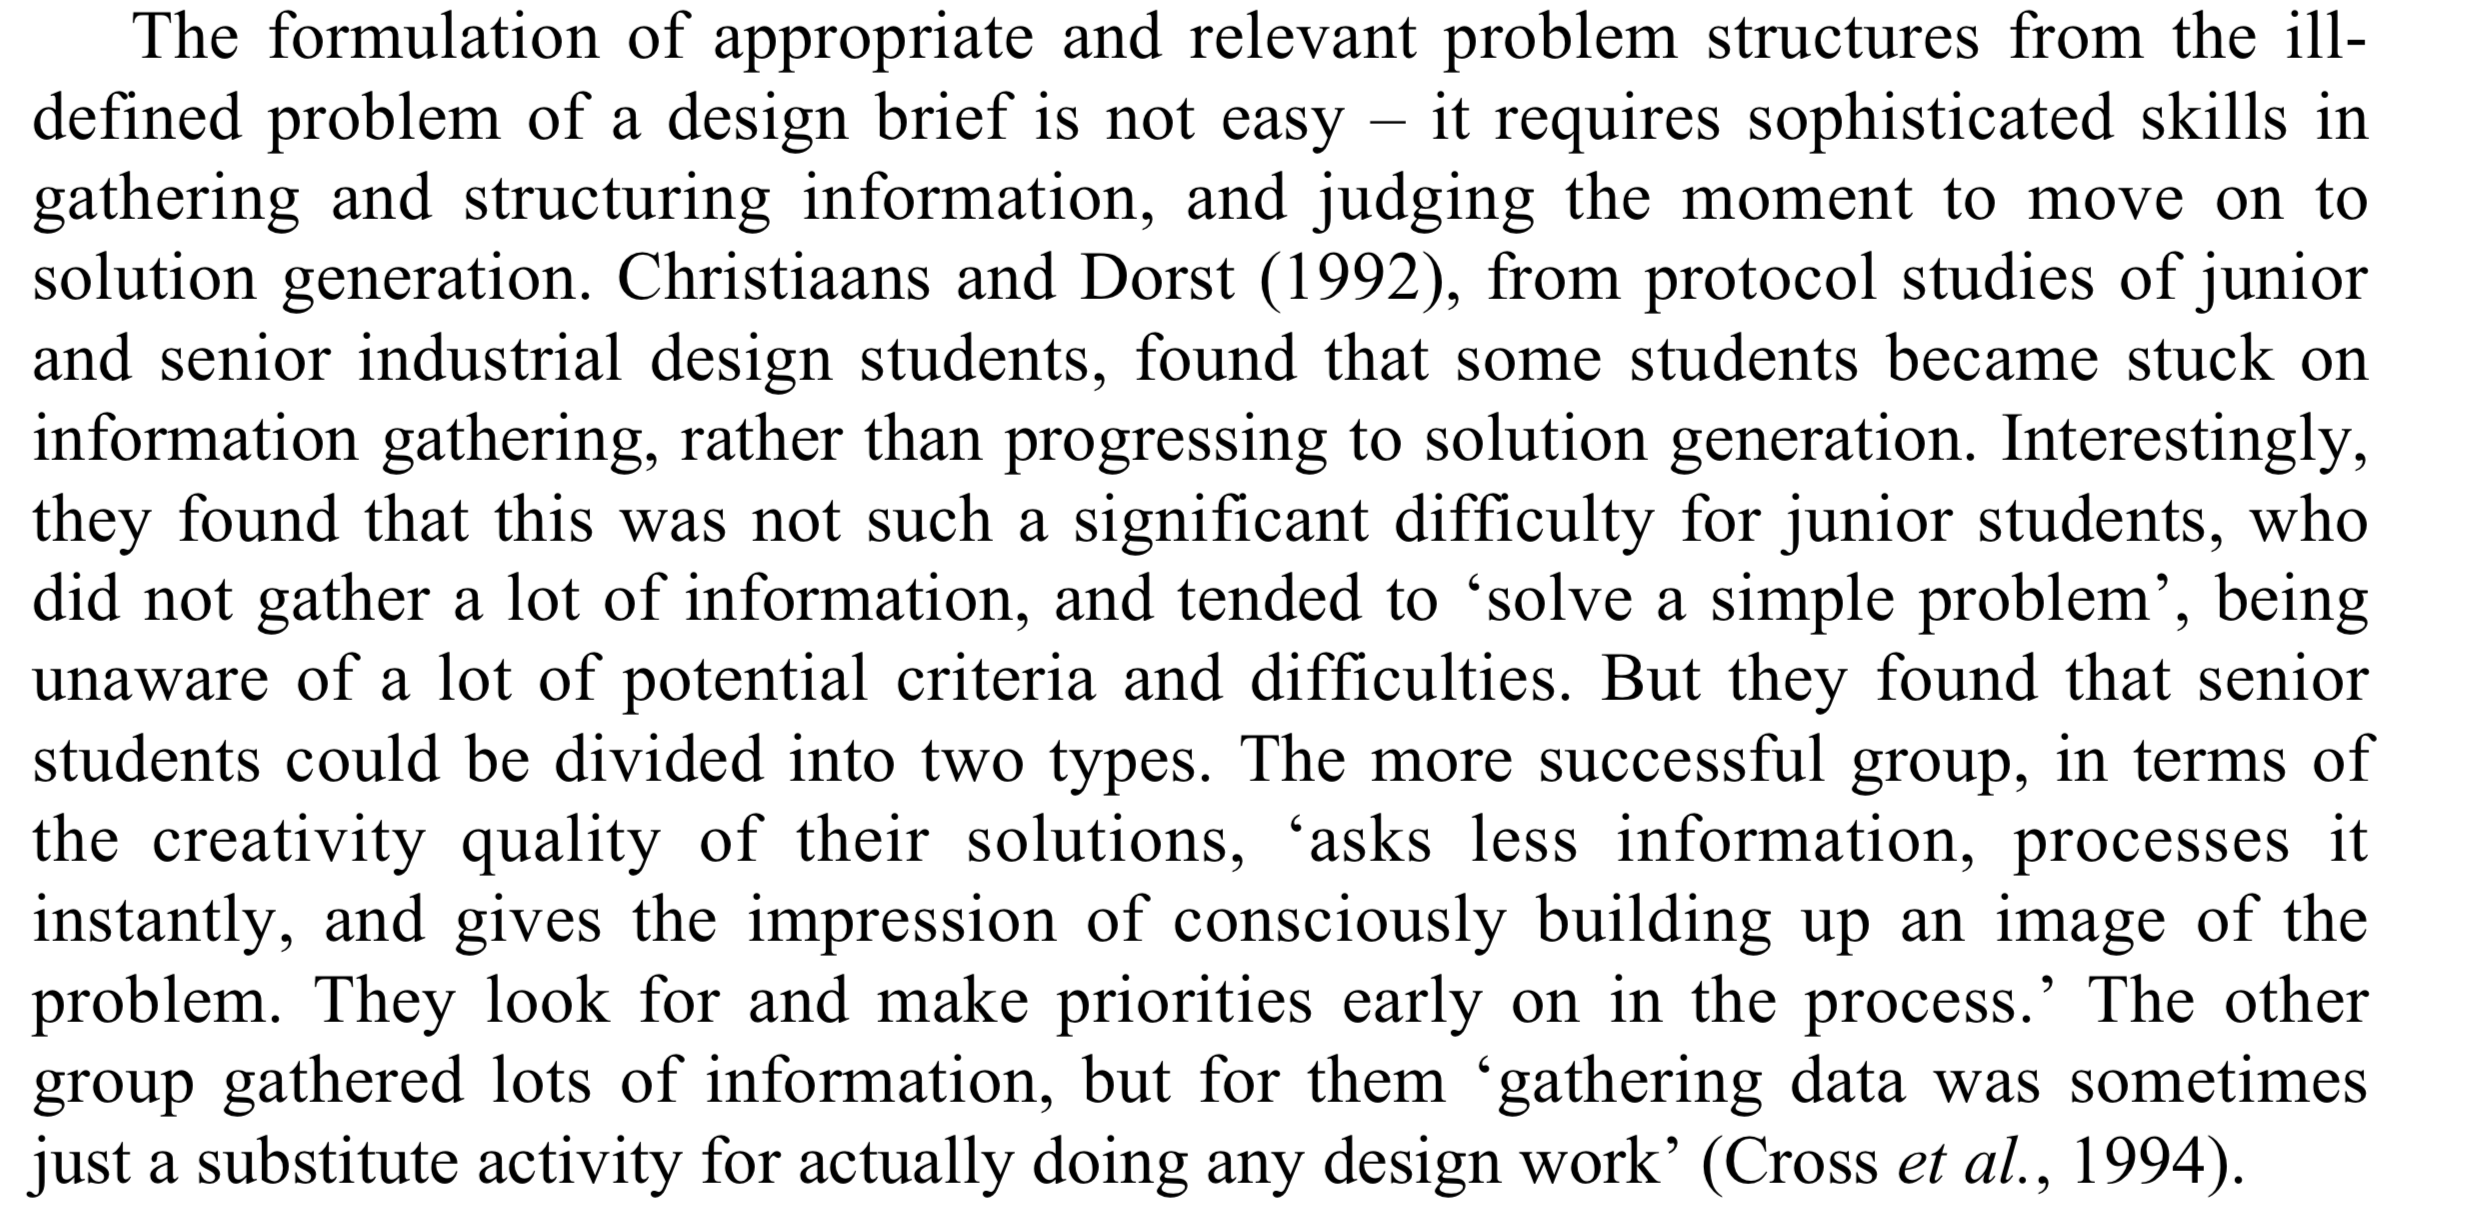 The formulation of appropriate and relevant problem structures from the ill-
defined problem of a design brief is not easy – it requires sophisticated skills in
gathering and structuring information, and judging the moment to move on to
solution generation. Christiaans and Dorst (1992), from protocol studies of junior
and senior industrial design students, found that some students became stuck on
information gathering, rather than progressing to solution generation. Interestingly,
they found that this was not such a significant difficulty for junior students, who
did not gather a lot of information, and tended to ‘solve a simple problem’, being
unaware of a lot of potential criteria and difficulties. But they found that senior
students could be divided into two types. The more successful group, in terms of
the creativity quality of their solutions, ‘asks less information, processes it
instantly, and gives the impression of consciously building up an image of the
problem. They look for and make priorities early on in the process.’ The other
group gathered lots of information, but for them ‘gathering data was sometimes
just a substitute activity for actually doing any design work’ (Cross et al., 1994).